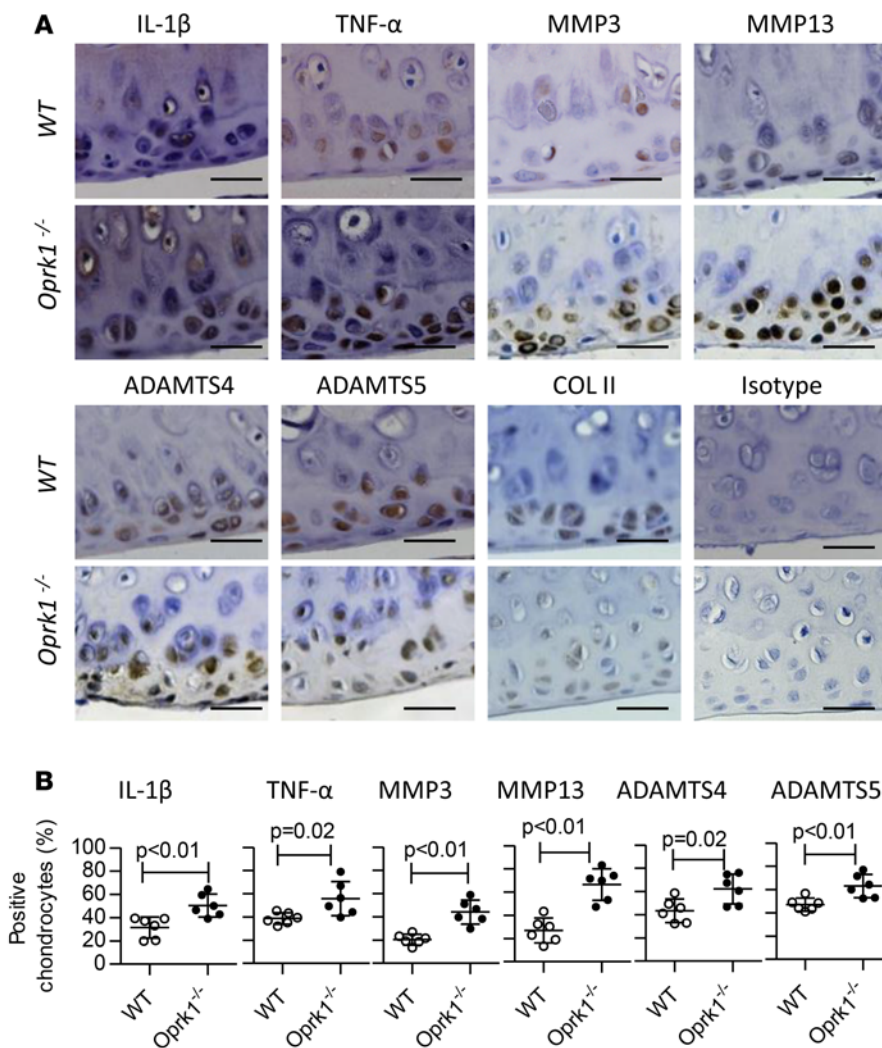 A
IL-1β TNF-α MMP3 MMP13
WT
Oprk1 -/-
ADAMTS4 ADAMTS5 COL II Isotype
WT
Oprk1 -/-
B
IL-1β TNF-α MMP3 MMP13 ADAMTS4 ADAMTS5
Positive
chondrocytes (%)
100
80
60
40
20
0
p<0.01 p=0.02 p<0.01 p<0.01 p=0.02 p<0.01
WT Oprk1-/- WT Oprk1-/- WT Oprk1-/- WT Oprk1-/- WT Oprk1-/- WT Oprk1-/-